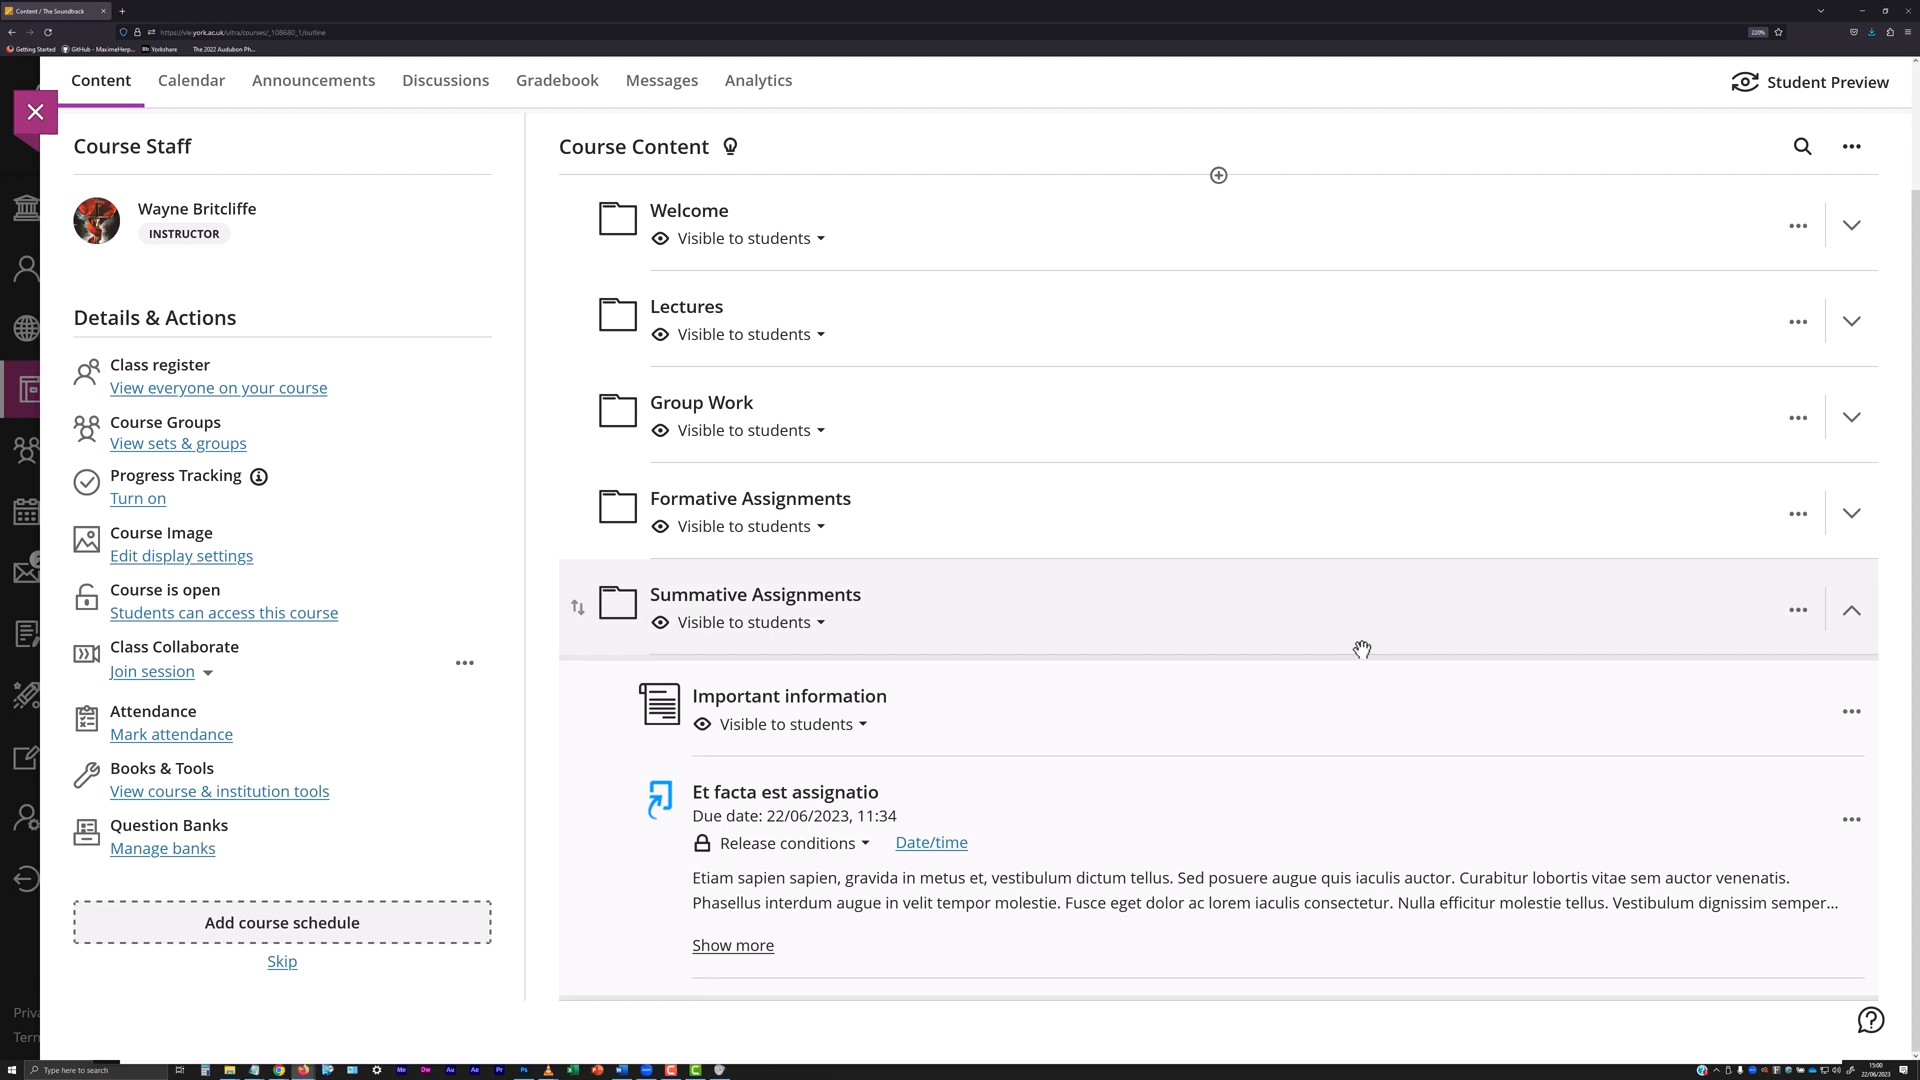 Content / The Soundtrack
https://vle.york.ac.uk/ultra/courses/_108680_1/outline
220%
Getting Started
GitHub - MaximeHerp...
Bb Yorkshare
The 2022 Audubon Ph...
Content
Calendar
Announcements
Discussions
Gradebook
Messages
Analytics
Student Preview
Course Staff
Wayne Britcliffe
INSTRUCTOR
Details & Actions
Class register
View everyone on your course
Course Groups
View sets & groups
Progress Tracking
Turn on
Course Image
Edit display settings
Course is open
Students can access this course
Class Collaborate
Join session
Attendance
Mark attendance
Books & Tools
View course & institution tools
Question Banks
Manage banks
Add course schedule
Skip
Course Content
Welcome
Visible to students
Lectures
Visible to students
Group Work
Visible to students
Formative Assignments
Visible to students
Summative Assignments
Visible to students
Important information
Visible to students
Et facta est assignatio
Due date: 22/06/2023, 11:34
Release conditions
Date/time
Etiam sapien sapien, gravida in metus et, vestibulum dictum tellus. Sed posuere augue quis iaculis auctor. Curabitur lobortis vitae sem auctor venenatis.
Phasellus interdum augue in velit tempor molestie. Fusce eget dolor ac lorem iaculis consectetur. Nulla efficitur molestie tellus. Vestibulum dignissim semper...
Show more
Priva
Term
Type here to search
15:00
22/06/2023